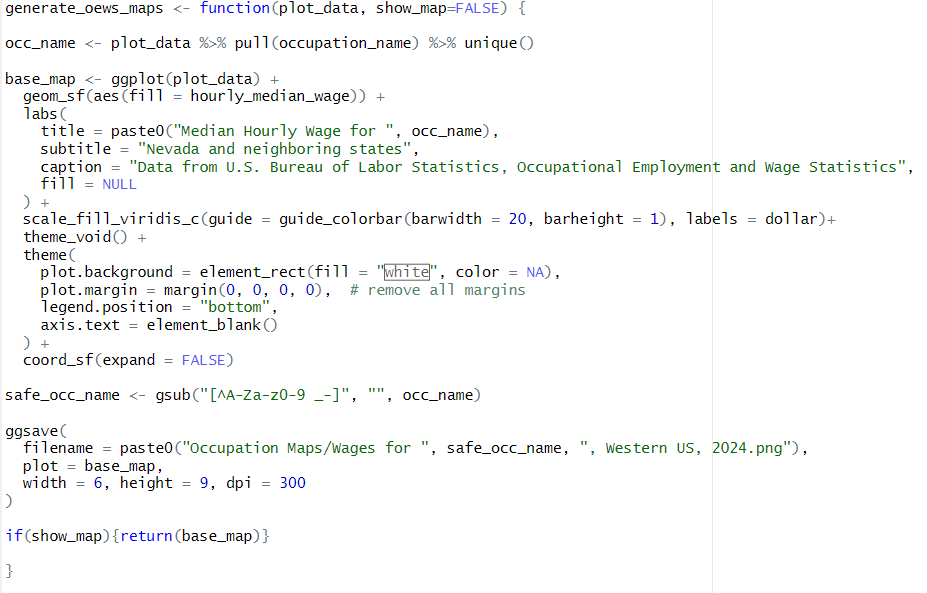 generate_oews_maps <- function(plot_data, show_map=FALSE) {
occ_name <- plot_data %>% pull(occupation_name) %>% unique()
base_map <- ggplot(plot_data) +
geom_sf(aes(fill = hourly_median_wage)) +
labs(
title = paste0("Median Hourly Wage for ", occ_name),
subtitle = "Nevada and neighboring states",
caption = "Data from U.S. Bureau of Labor Statistics, Occupational Employment and Wage Statistics",
fill = NULL
) +
scale_fill_viridis_c(guide = guide_colorbar(barwidth = 20, barheight = 1), labels = dollar)+
theme_void() +
theme(
plot.background = element_rect(fill = "white", color = NA),
plot.margin = margin(0, 0, 0, 0),  # remove all margins
legend.position = "bottom",
axis.text = element_blank()
) +
coord_sf(expand = FALSE)
safe_occ_name <- gsub("[^A-Za-z0-9 _-]", "", occ_name)
ggsave(
filename = paste0("Occupation Maps/Wages for ", safe_occ_name, ", Western US, 2024.png"),
plot = base_map,
width = 6, height = 9, dpi = 300
)
if(show_map){return(base_map)}
}